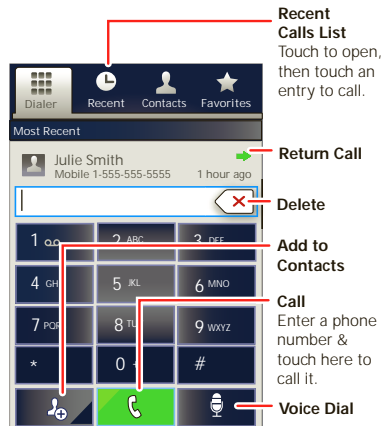 Recent
Calls List
Touch to open,
then touch an
entry to call.
Dialer Recent Contacts Favorites
Most Recent
Julie Smith
Mobile 1-555-555-5555 1 hour ago
Return Call
Delete
1 2 ABC 3 DEF
Add to
Contacts
4 GH 5 JKL 6 MNO
Call
Enter a phone
number &
touch here to
call it.
7 PQR 8 TU 9 WXYZ
* 0 #
Voice Dial